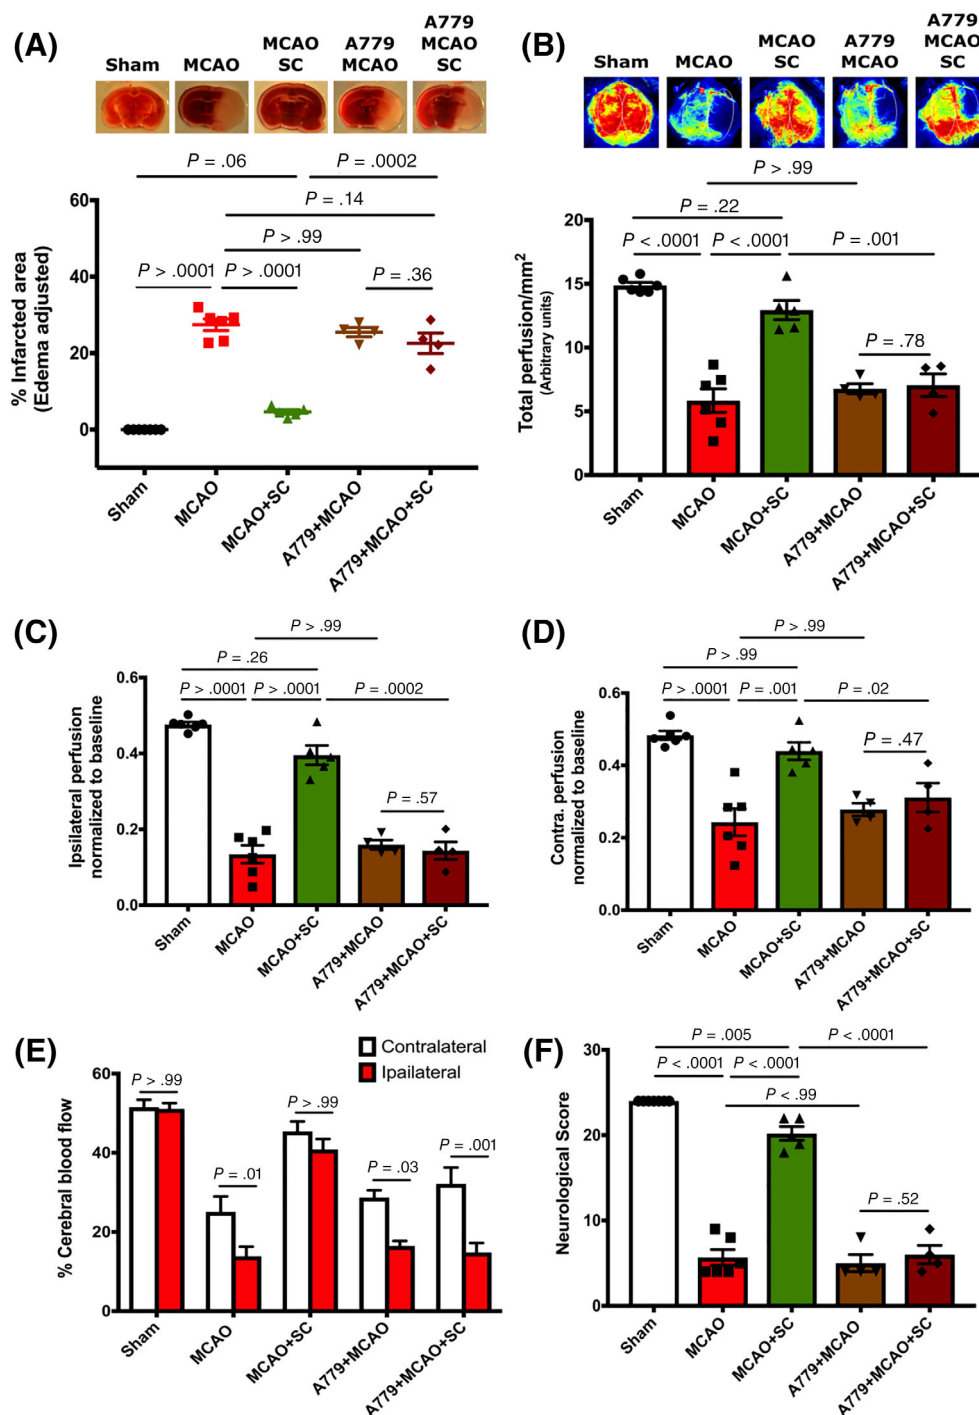 (A)
Sham
MCAO
MCAO
SC
A779
MCAO
A779
MCAO
SC
P = .06
P = .0002
P = .14
P > .99
P > .0001
P > .0001
P = .36
% Infarcted area
(Edema adjusted)
60
40
20
0
Sham
MCAO
MCAO+SC
A779+MCAO
A779+MCAO+SC
(B)
Sham
MCAO
MCAO
SC
A779
MCAO
A779
MCAO
SC
P > .99
P = .22
P < .0001
P < .0001
P = .001
P = .78
Total perfusion/mm²
(Arbitrary units)
20
15
10
5
0
Sham
MCAO
MCAO+SC
A779+MCAO
A779+MCAO+SC
(C)
P > .99
P = .26
P > .0001
P > .0001
P = .0002
P = .57
Ipsilateral perfusion
normalized to baseline
0.6
0.4
0.2
0.0
Sham
MCAO
MCAO+SC
A779+MCAO
A779+MCAO+SC
(D)
P > .99
P > .99
P > .0001
P = .001
P = .02
P = .47
Contra. perfusion
normalized to baseline
0.6
0.4
0.2
0.0
Sham
MCAO
MCAO+SC
A779+MCAO
A779+MCAO+SC
(E)
Contralateral
Ipailateral
P > .99
P = .01
P > .99
P = .03
P = .001
% Cerebral blood flow
60
40
20
0
Sham
MCAO
MCAO+SC
A779+MCAO
A779+MCAO+SC
(F)
P = .005
P < .0001
P < .0001
P < .0001
P < .99
P = .52
Neurological Score
30
20
10
0
Sham
MCAO
MCAO+SC
A779+MCAO
A779+MCAO+SC